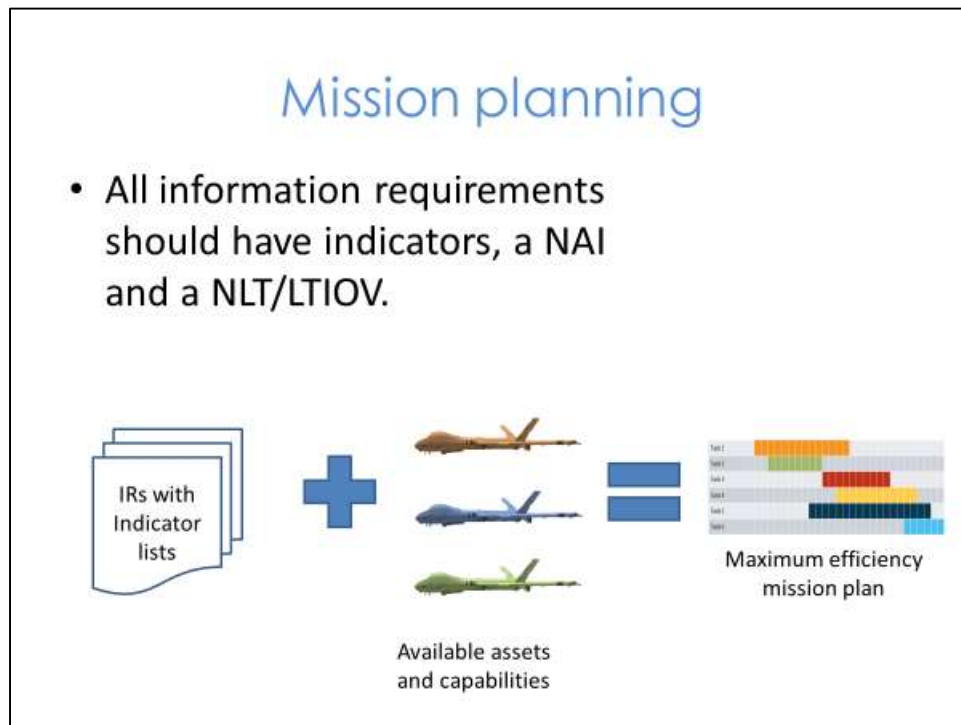 Mission planning
• All information requirements
should have indicators, a NAI
and a NLT/LTIOV.
IRs with
Indicator
lists
Maximum efficiency
mission plan
Available assets
and capabilities